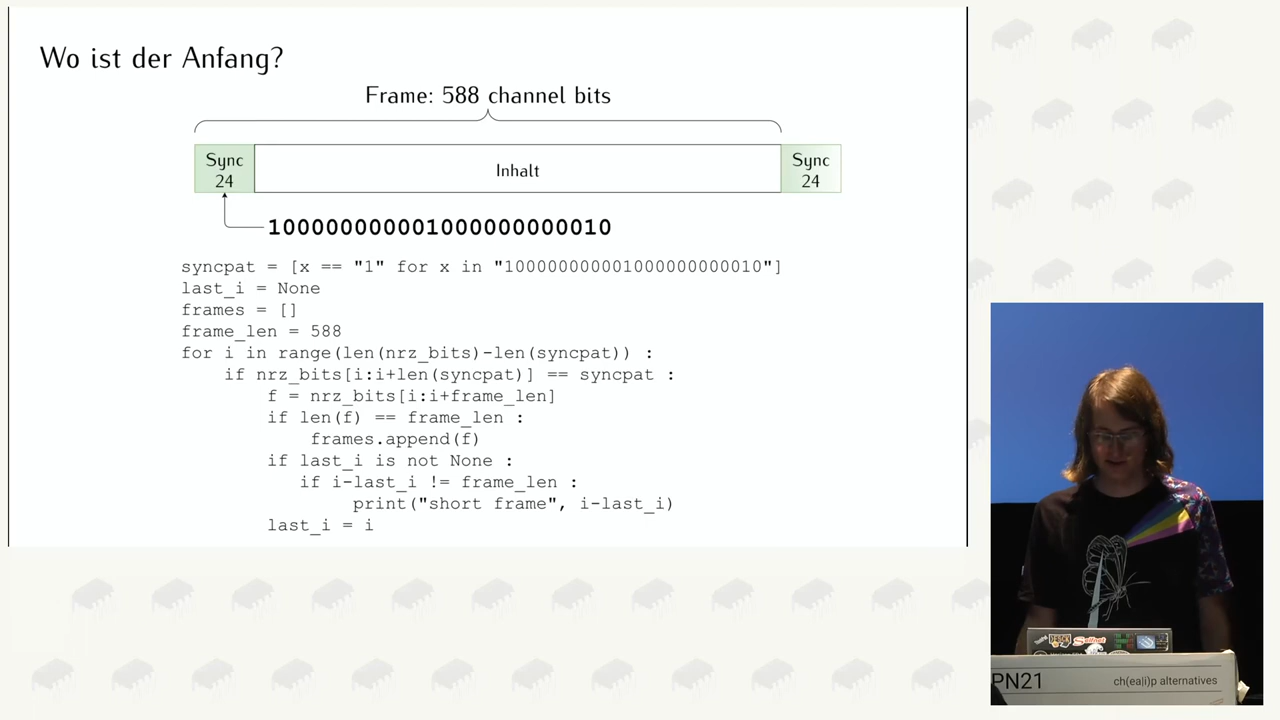 Wo ist der Anfang?
Frame: 588 channel bits
Sync
24
Inhalt
Sync
24
100000000001000000000010
syncpat = [x == "1" for x in "100000000001000000000010"]
last_i = None
frames = []
frame_len = 588
for i in range(len(nrz_bits)-len(syncpat)) :
    if nrz_bits[i:i+len(syncpat)] == syncpat :
        f = nrz_bits[i:i+frame_len]
        if len(f) == frame_len :
            frames.append(f)
        if last_i is not None :
           if i-last_i != frame_len :
                print("short frame", i-last_i)
        last_i = i
PN21
ch(ea|i)p alternatives